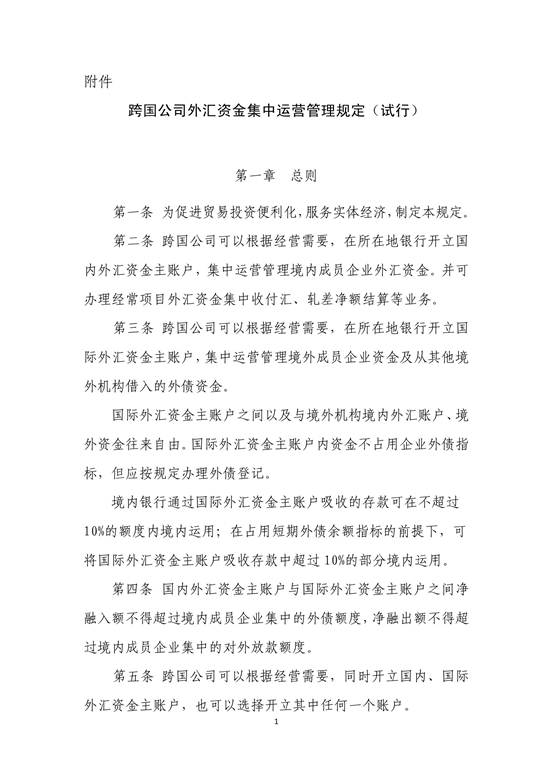 附件
跨国公司外汇资金集中运营管理规定（试行）
第一章　总则
第一条 为促进贸易投资便利化，服务实体经济，制定本规定。
第二条 跨国公司可以根据经营需要，在所在地银行开立国
内外汇资金主账户，集中运营管理境内成员企业外汇资金。并可
办理经常项目外汇资金集中收付汇、轧差净额结算等业务。
第三条 跨国公司可以根据经营需要，在所在地银行开立国
际外汇资金主账户，集中运营管理境外成员企业资金及从其他境
外机构借入的外债资金。
国际外汇资金主账户之间以及与境外机构境内外汇账户、境
外资金往来自由。国际外汇资金主账户内资金不占用企业外债指
标，但应按规定办理外债登记。
境内银行通过国际外汇资金主账户吸收的存款可在不超过
10%的额度内境内运用；在占用短期外债余额指标的前提下，可
将国际外汇资金主账户吸收存款中超过 10%的部分境内运用。
第四条 国内外汇资金主账户与国际外汇资金主账户之间净
融入额不得超过境内成员企业集中的外债额度，净融出额不得超
过境内成员企业集中的对外放款额度。
第五条 跨国公司可以根据经营需要，同时开立国内、国际
外汇资金主账户，也可以选择开立其中任何一个账户。
1